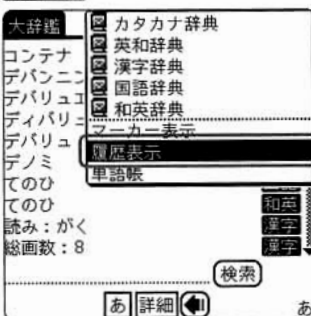 大辞鑑
カタカナ辞典
英和辞典
漢字辞典
国語辞典
和英辞典
マーカー表示
履歴表示
単語帳
コンテナ
デバンニン
デバリュエ
ディバリュ
デバリュ
デノミ
てのひ
てのひ 和英
読み：がく 漢字
総画数：8 漢字
検索
あ 詳細
あ